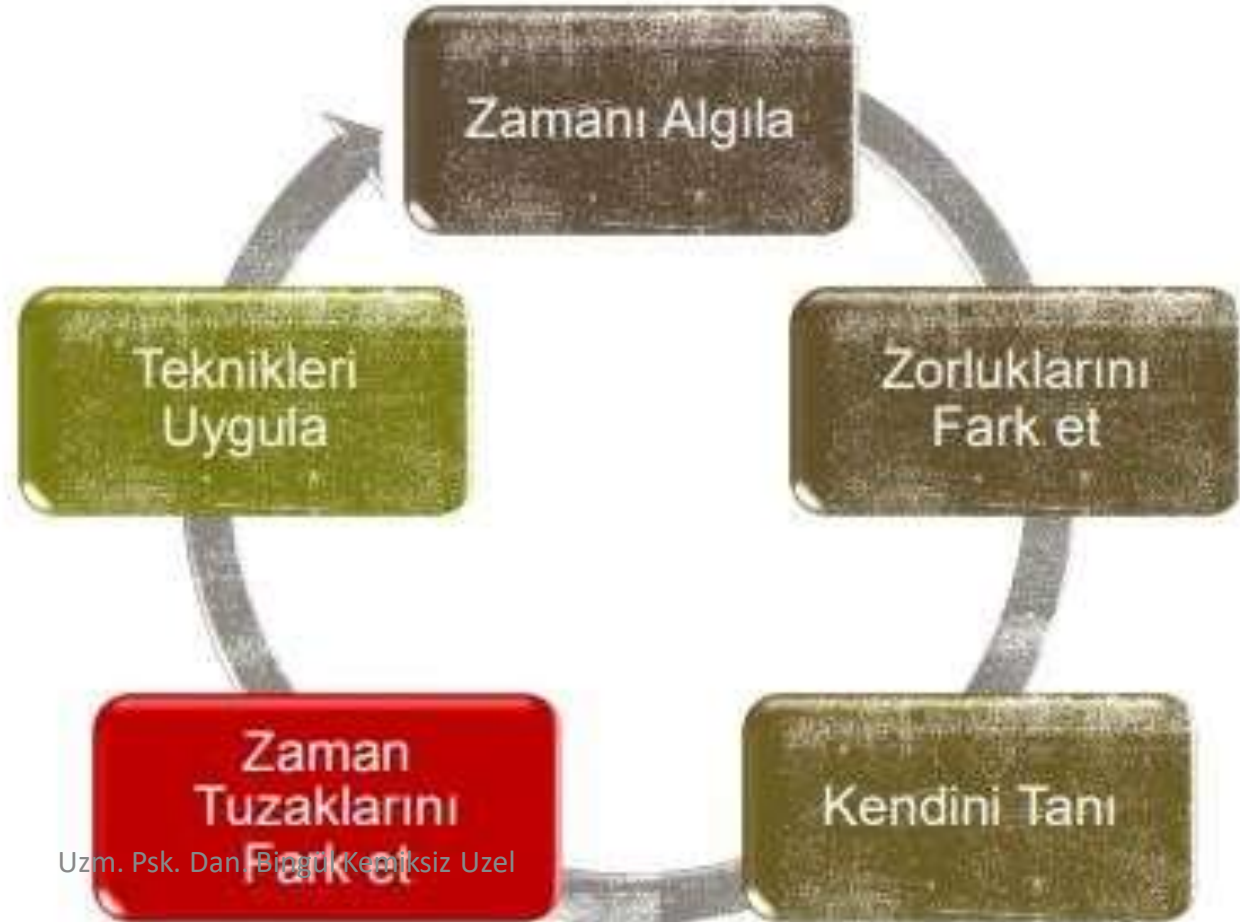 Zamanı Algıla
Zorluklarını
Fark et
Kendini Tanı
Zaman
Tuzaklarını
Fark et
Teknikleri
Uygula
Uzm. Psk. Dan. Bingül Kemiksiz Uzel